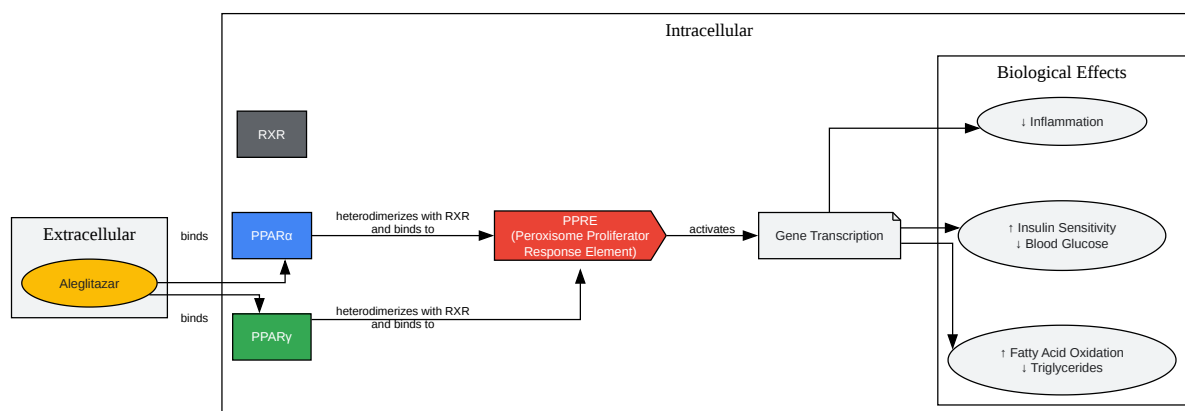 Intracellular
Biological Effects
↓ Inflammation
RXR
Extracellular
Aleglitazar
binds
binds
PPARα
heterodimerizes with RXR
and binds to
PPRE
(Peroxisome Proliferator
Response Element)
activates
Gene Transcription
↑ Insulin Sensitivity
↓ Blood Glucose
PPARγ
heterodimerizes with RXR
and binds to
↑ Fatty Acid Oxidation
↓ Triglycerides